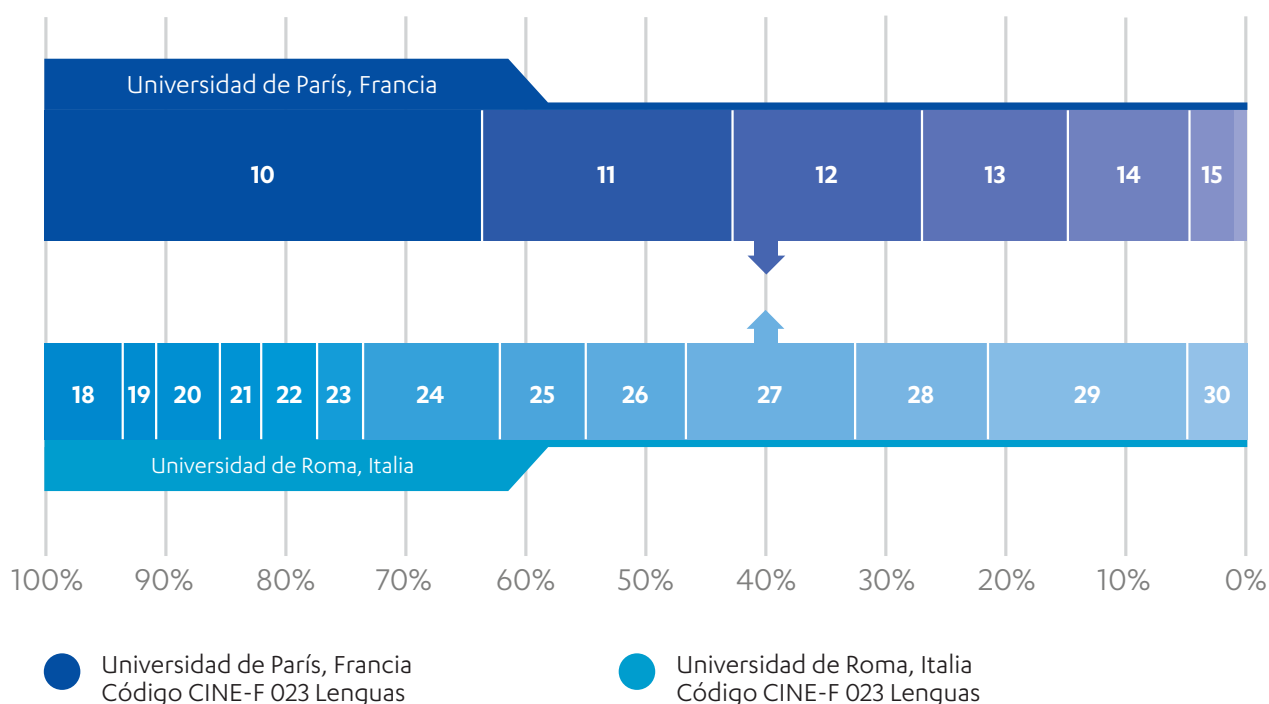 Universidad de París, Francia
10 11 12 13 14 15
18 19 20 21 22 23 24 25 26 27 28 29 30
Universidad de Roma, Italia
100% 90% 80% 70% 60% 50% 40% 30% 20% 10% 0%
Universidad de París, Francia
Código CINE-F 023 Lenguas
Universidad de Roma, Italia
Código CINE-F 023 Lenguas